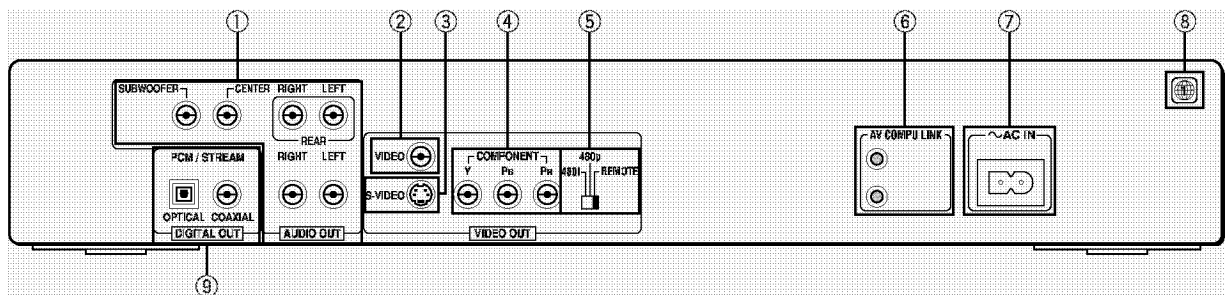 ① ② ③ ④ ⑤ ⑥ ⑦ ⑧
SUBWOOFER CENTER RIGHT LEFT
REAR
PCM / STREAM RIGHT LEFT
OPTICAL COAXIAL
DIGITAL OUT AUDIO OUT
VIDEO
S-VIDEO
COMPONENT
Y PB PR
480p
480i REMOTE
VIDEO OUT
AV COMPU LINK
~AC IN
1
⑨